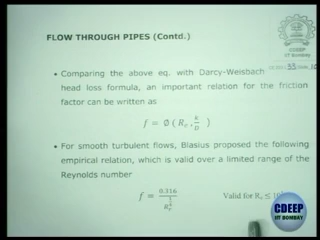 FLOW THROUGH PIPES (Contd.)
CDEEP
IIT BOMBAY
• Comparing the above eq. with Darcy-Weisbach
head loss formula, an important relation for the friction
factor can be written as
f = ∅ ( Rₑ , k/D )
• For smooth turbulent flows, Blasius proposed the following
empirical relation, which is valid over a limited range of the
Reynolds number
f = 0.316 / Rₑ^(1/4) Valid for Rₑ ≤
CDEEP
IIT BOMBAY